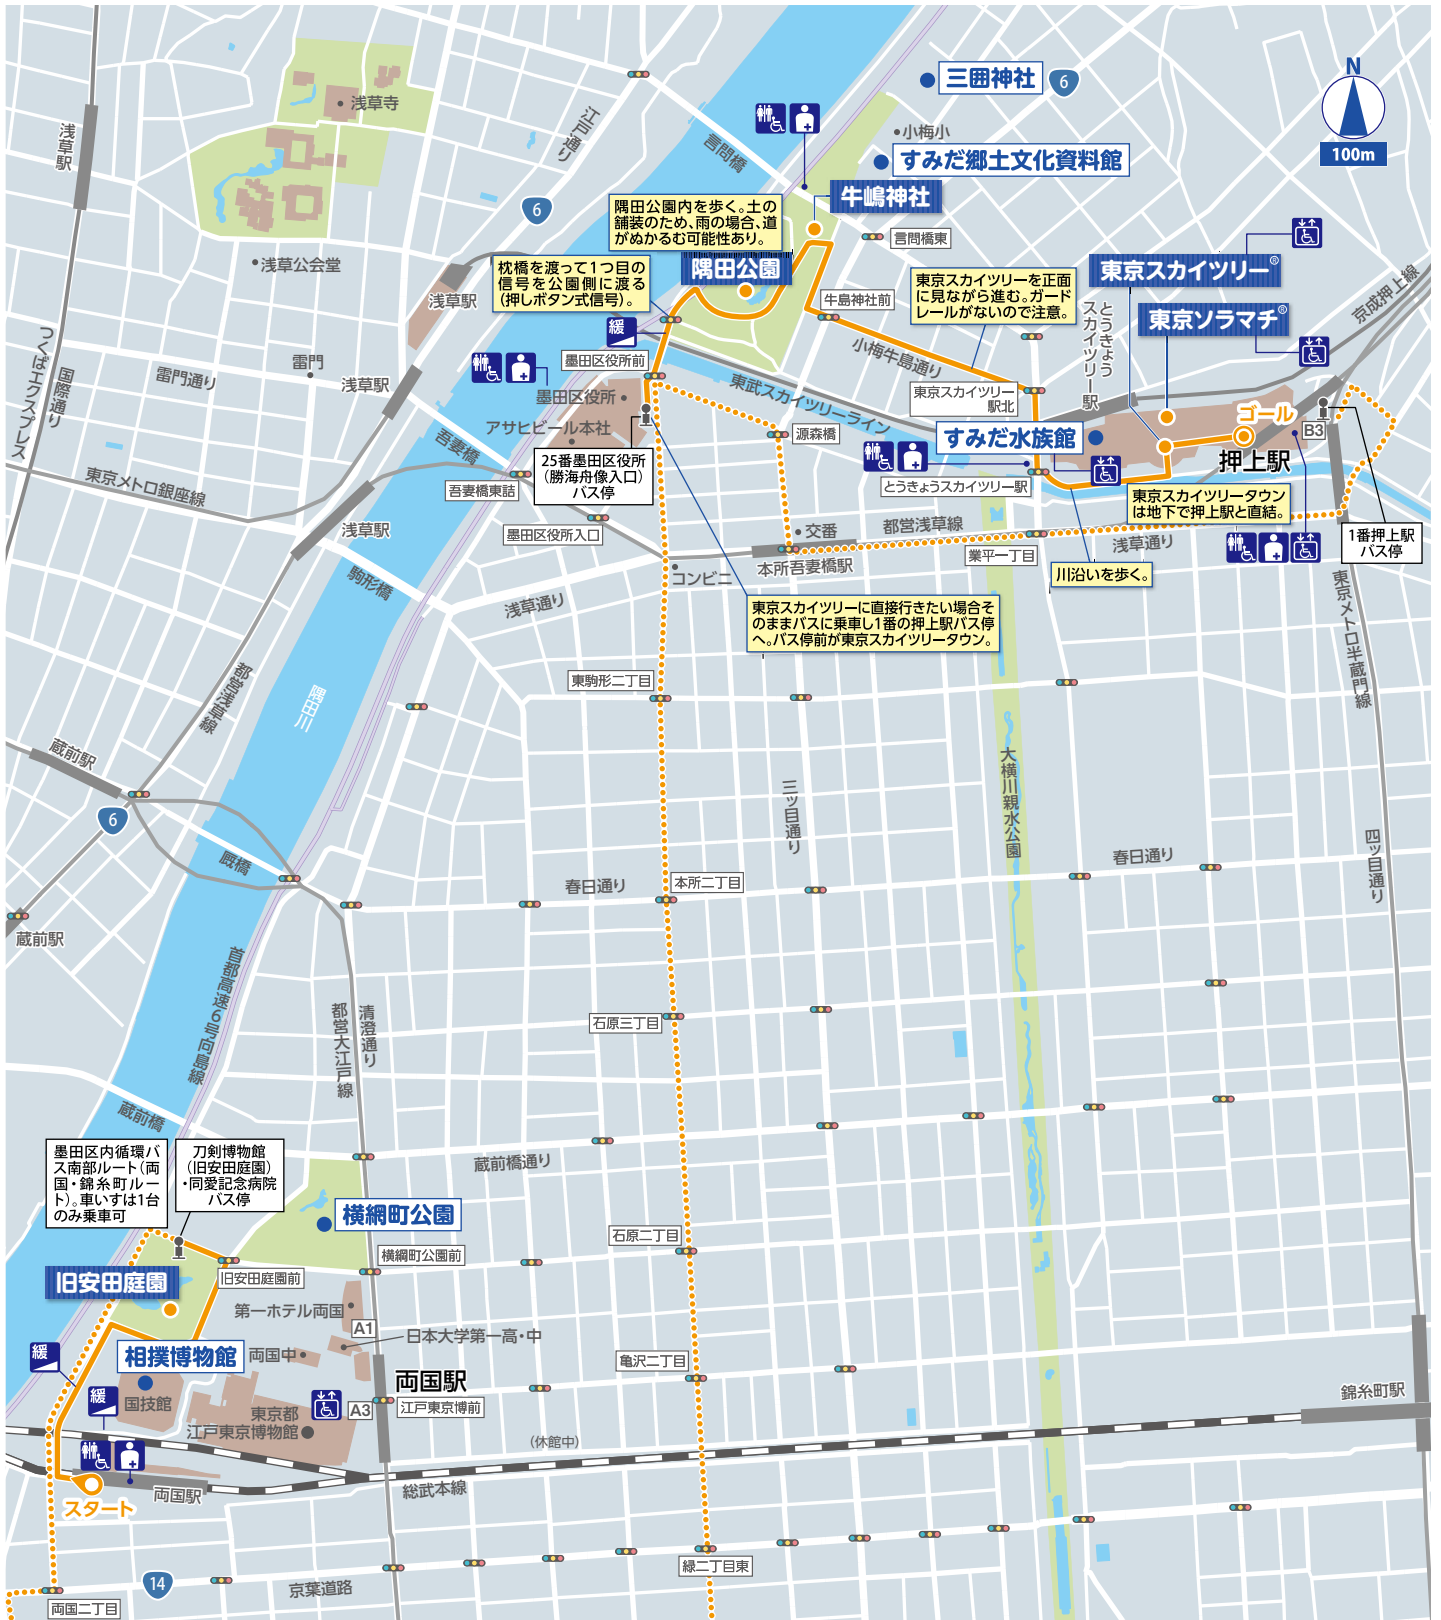 三囲神社
6
N
100m
浅草寺
江戸通り
言問橋
小梅小
すみだ郷土文化資料館
浅草駅
牛嶋神社
隅田公園内を歩く。土の
舗装のため、雨の場合、道
がぬかるむ可能性あり。
6
言問橋東
浅草公会堂
枕橋を渡って1つ目の
信号を公園側に渡る
(押しボタン式信号)。
隅田公園
東京スカイツリーを正面
に見ながら進む。ガード
レールがないので注意。
東京スカイツリー®
東京ソラマチ®
京成押上線
浅草駅
牛島神社前
とうきょう
スカイツリー駅
緩
小梅牛島通り
つくばエクスプレス
国際通り
雷門通り
雷門
浅草駅
墨田区役所前
墨田区役所
東武スカイツリーライン
東京スカイツリー
駅北
アサヒビール本社
吾妻橋
源森橋
すみだ水族館
ゴール
B3
押上駅
25番墨田区役所
(勝海舟像入口)
バス停
東京メトロ銀座線
吾妻橋東詰
とうきょうスカイツリー駅
東京スカイツリータウン
は地下で押上駅と直結。
浅草駅
墨田区役所入口
交番
都営浅草線
浅草通り
業平一丁目
1番押上駅
バス停
本所吾妻橋駅
コンビニ
川沿いを歩く。
駒形橋
浅草通り
東京スカイツリーに直接行きたい場合そ
のままバスに乗車し1番の押上駅バス停
へ。バス停前が東京スカイツリータウン。
東京メトロ半蔵門線
都営浅草線
隅田川
東駒形二丁目
蔵前駅
6
三ッ目通り
大横川親水公園
四ッ目通り
厩橋
春日通り
本所二丁目
春日通り
蔵前駅
首都高速6号向島線
都営大江戸線
清澄通り
石原三丁目
蔵前橋
墨田区内循環バ
ス南部ルート(両
国・錦糸町ルー
ト)。車いすは1台
のみ乗車可
刀剣博物館
(旧安田庭園)
・同愛記念病院
バス停
蔵前橋通り
横網町公園
石原二丁目
横網町公園前
旧安田庭園
旧安田庭園前
第一ホテル両国
A1
日本大学第一高・中
緩
相撲博物館
両国中
亀沢二丁目
両国駅
緩
国技館
東京都
江戸東京博物館
A3
江戸東京博前
錦糸町駅
(休館中)
スタート
両国駅
総武本線
緑二丁目東
14
京葉道路
両国二丁目